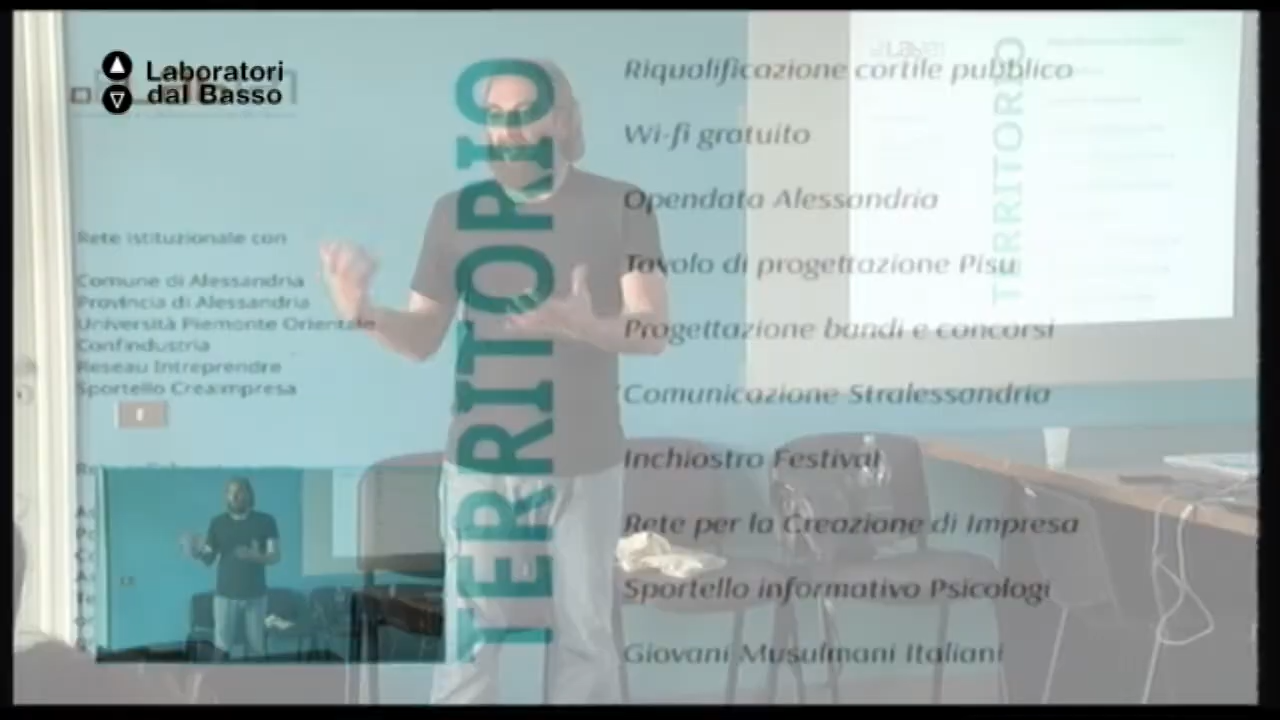 Laboratori
dal Basso
Rete istituzionale con
Comune di Alessandria
Provincia di Alessandria
Università Piemonte Orientale
Confindustria
Reseau Intreprendre
Sportello Creaimpresa
TERRITORIO
Riqualificazione cortile pubblico
Wi-fi gratuito
Opendata Alessandria
Tavolo di progettazione Pisu
Progettazione bandi e concorsi
Comunicazione Stralessandria
Inchiostro Festival
Rete per la Creazione di Impresa
Sportello informativo Psicologi
Giovani Musulmani Italiani
TERRITORIO